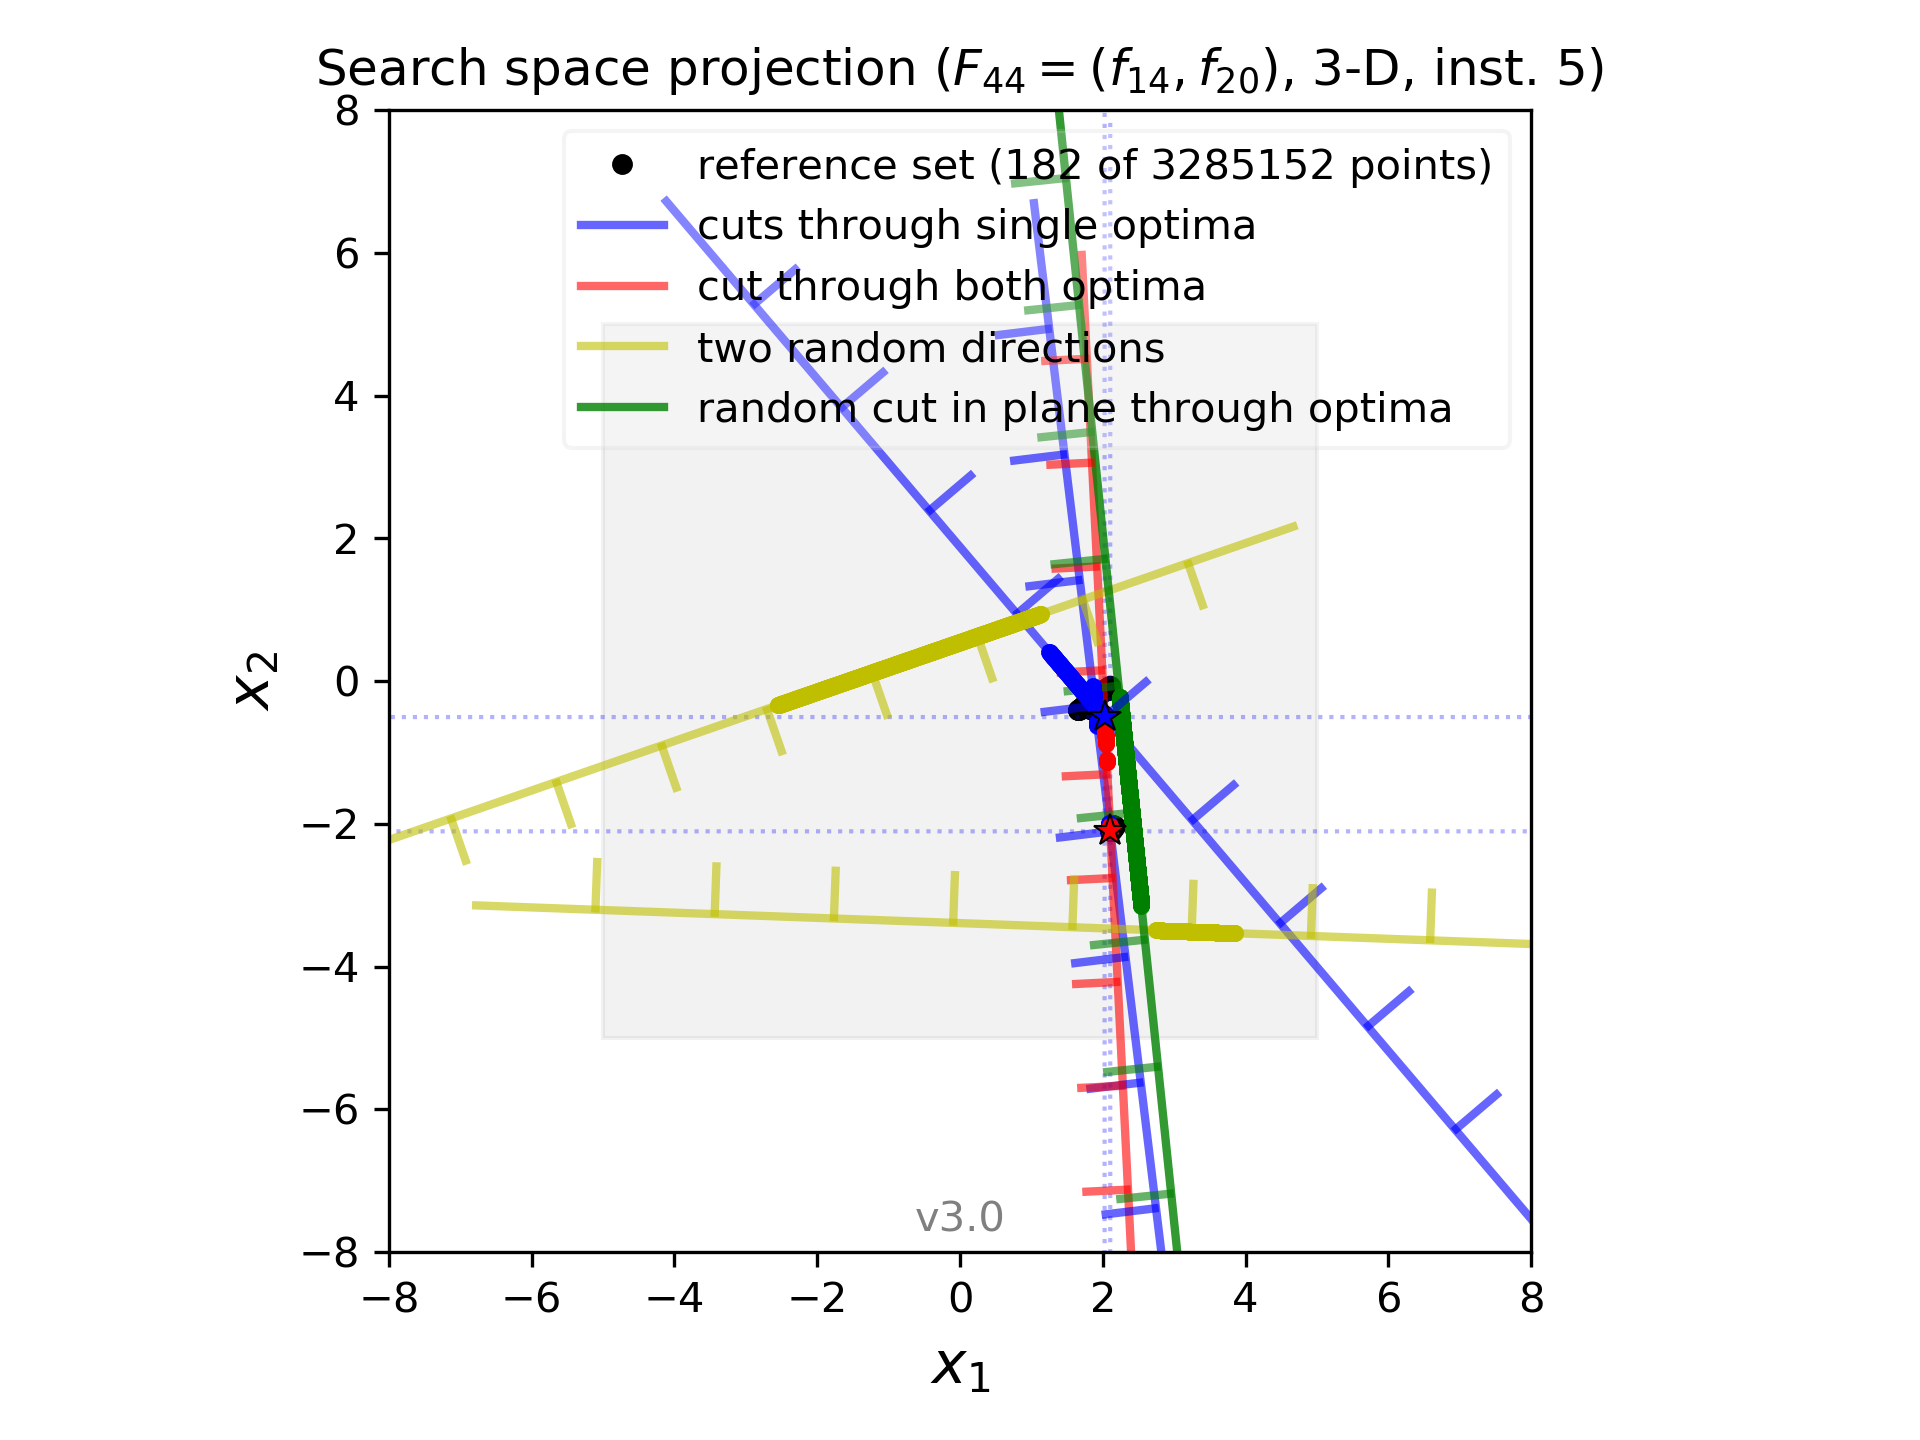 Search space projection (F44 = (f14, f20), 3-D, inst. 5)
reference set (182 of 3285152 points)
cuts through single optima
cut through both optima
two random directions
random cut in plane through optima
8
6
4
2
0
−2
−4
−6
−8
x2
v3.0
−8 −6 −4 −2 0 2 4 6 8
x1